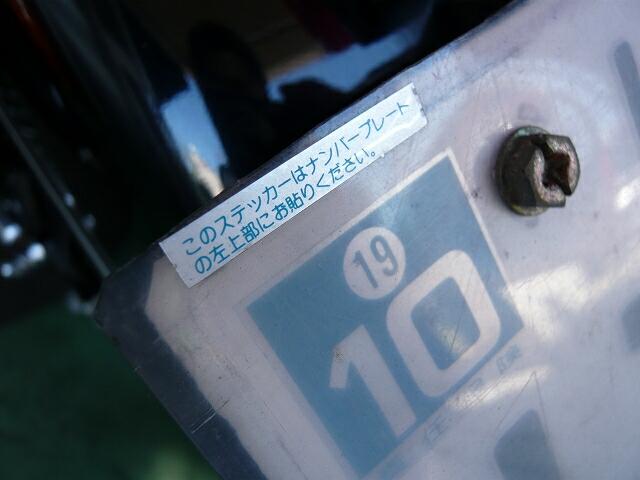 このステッカーはナンバープレート
の左上部にお貼りください。
19
10